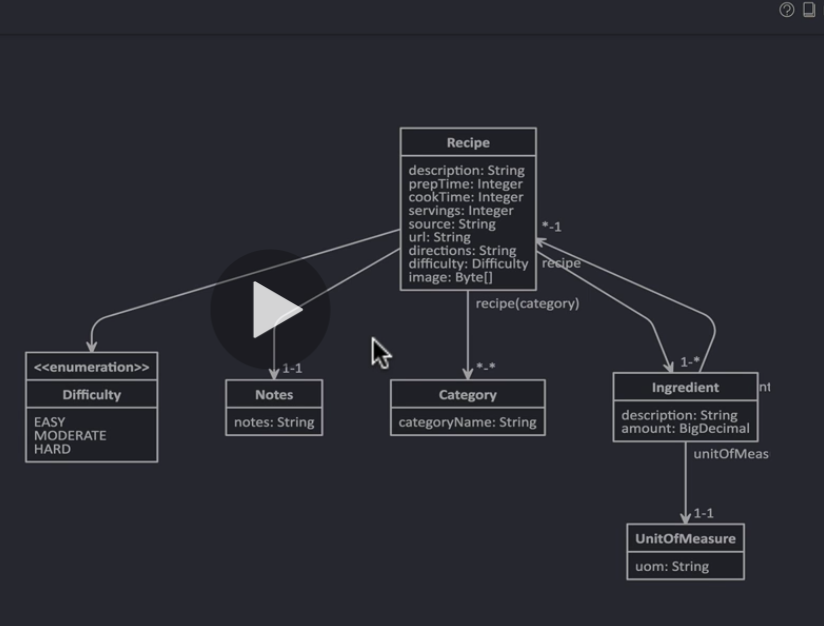 Recipe
description: String
prepTime: Integer
cookTime: Integer
servings: Integer
source: String
url: String
directions: String
difficulty: Difficulty
image: Byte[]
*-1
recipe
recipe(category)
<<enumeration>>
Difficulty
EASY
MODERATE
HARD
1-1
Notes
notes: String
*-*
Category
categoryName: String
1-*
Ingredient
nt
description: String
amount: BigDecimal
unitOfMeas
1-1
UnitOfMeasure
uom: String